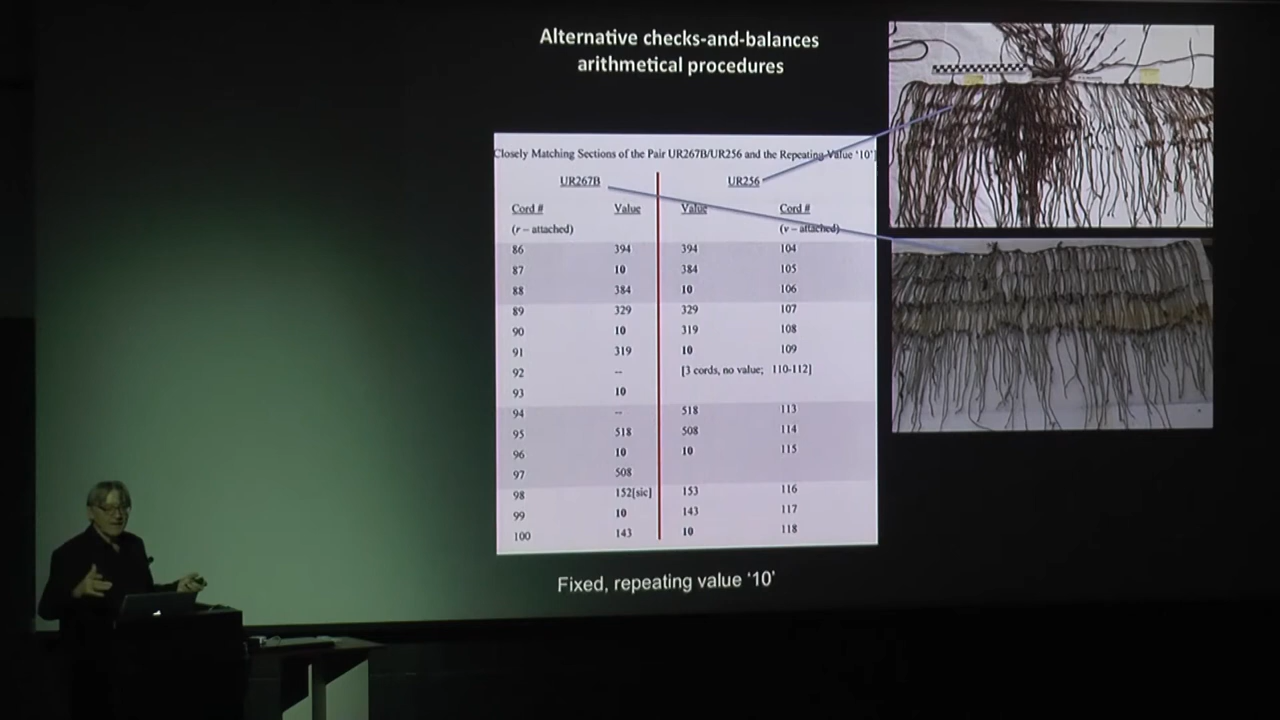 Alternative checks-and-balances
arithmetical procedures
Closely Matching Sections of the Pair UR267B/UR256 and the Repeating Value ‘10’]
UR267B UR256
Cord # Value Value Cord #
(r – attached) (v – attached)
86 394 394 104
87 10 384 105
88 384 10 106
89 329 329 107
90 10 319 108
91 319 10 109
92 -- [3 cords, no value; 110-112]
93 10
94 -- 518 113
95 518 508 114
96 10 10 115
97 508
98 152[sic] 153 116
99 10 143 117
100 143 10 118
Fixed, repeating value ‘10’